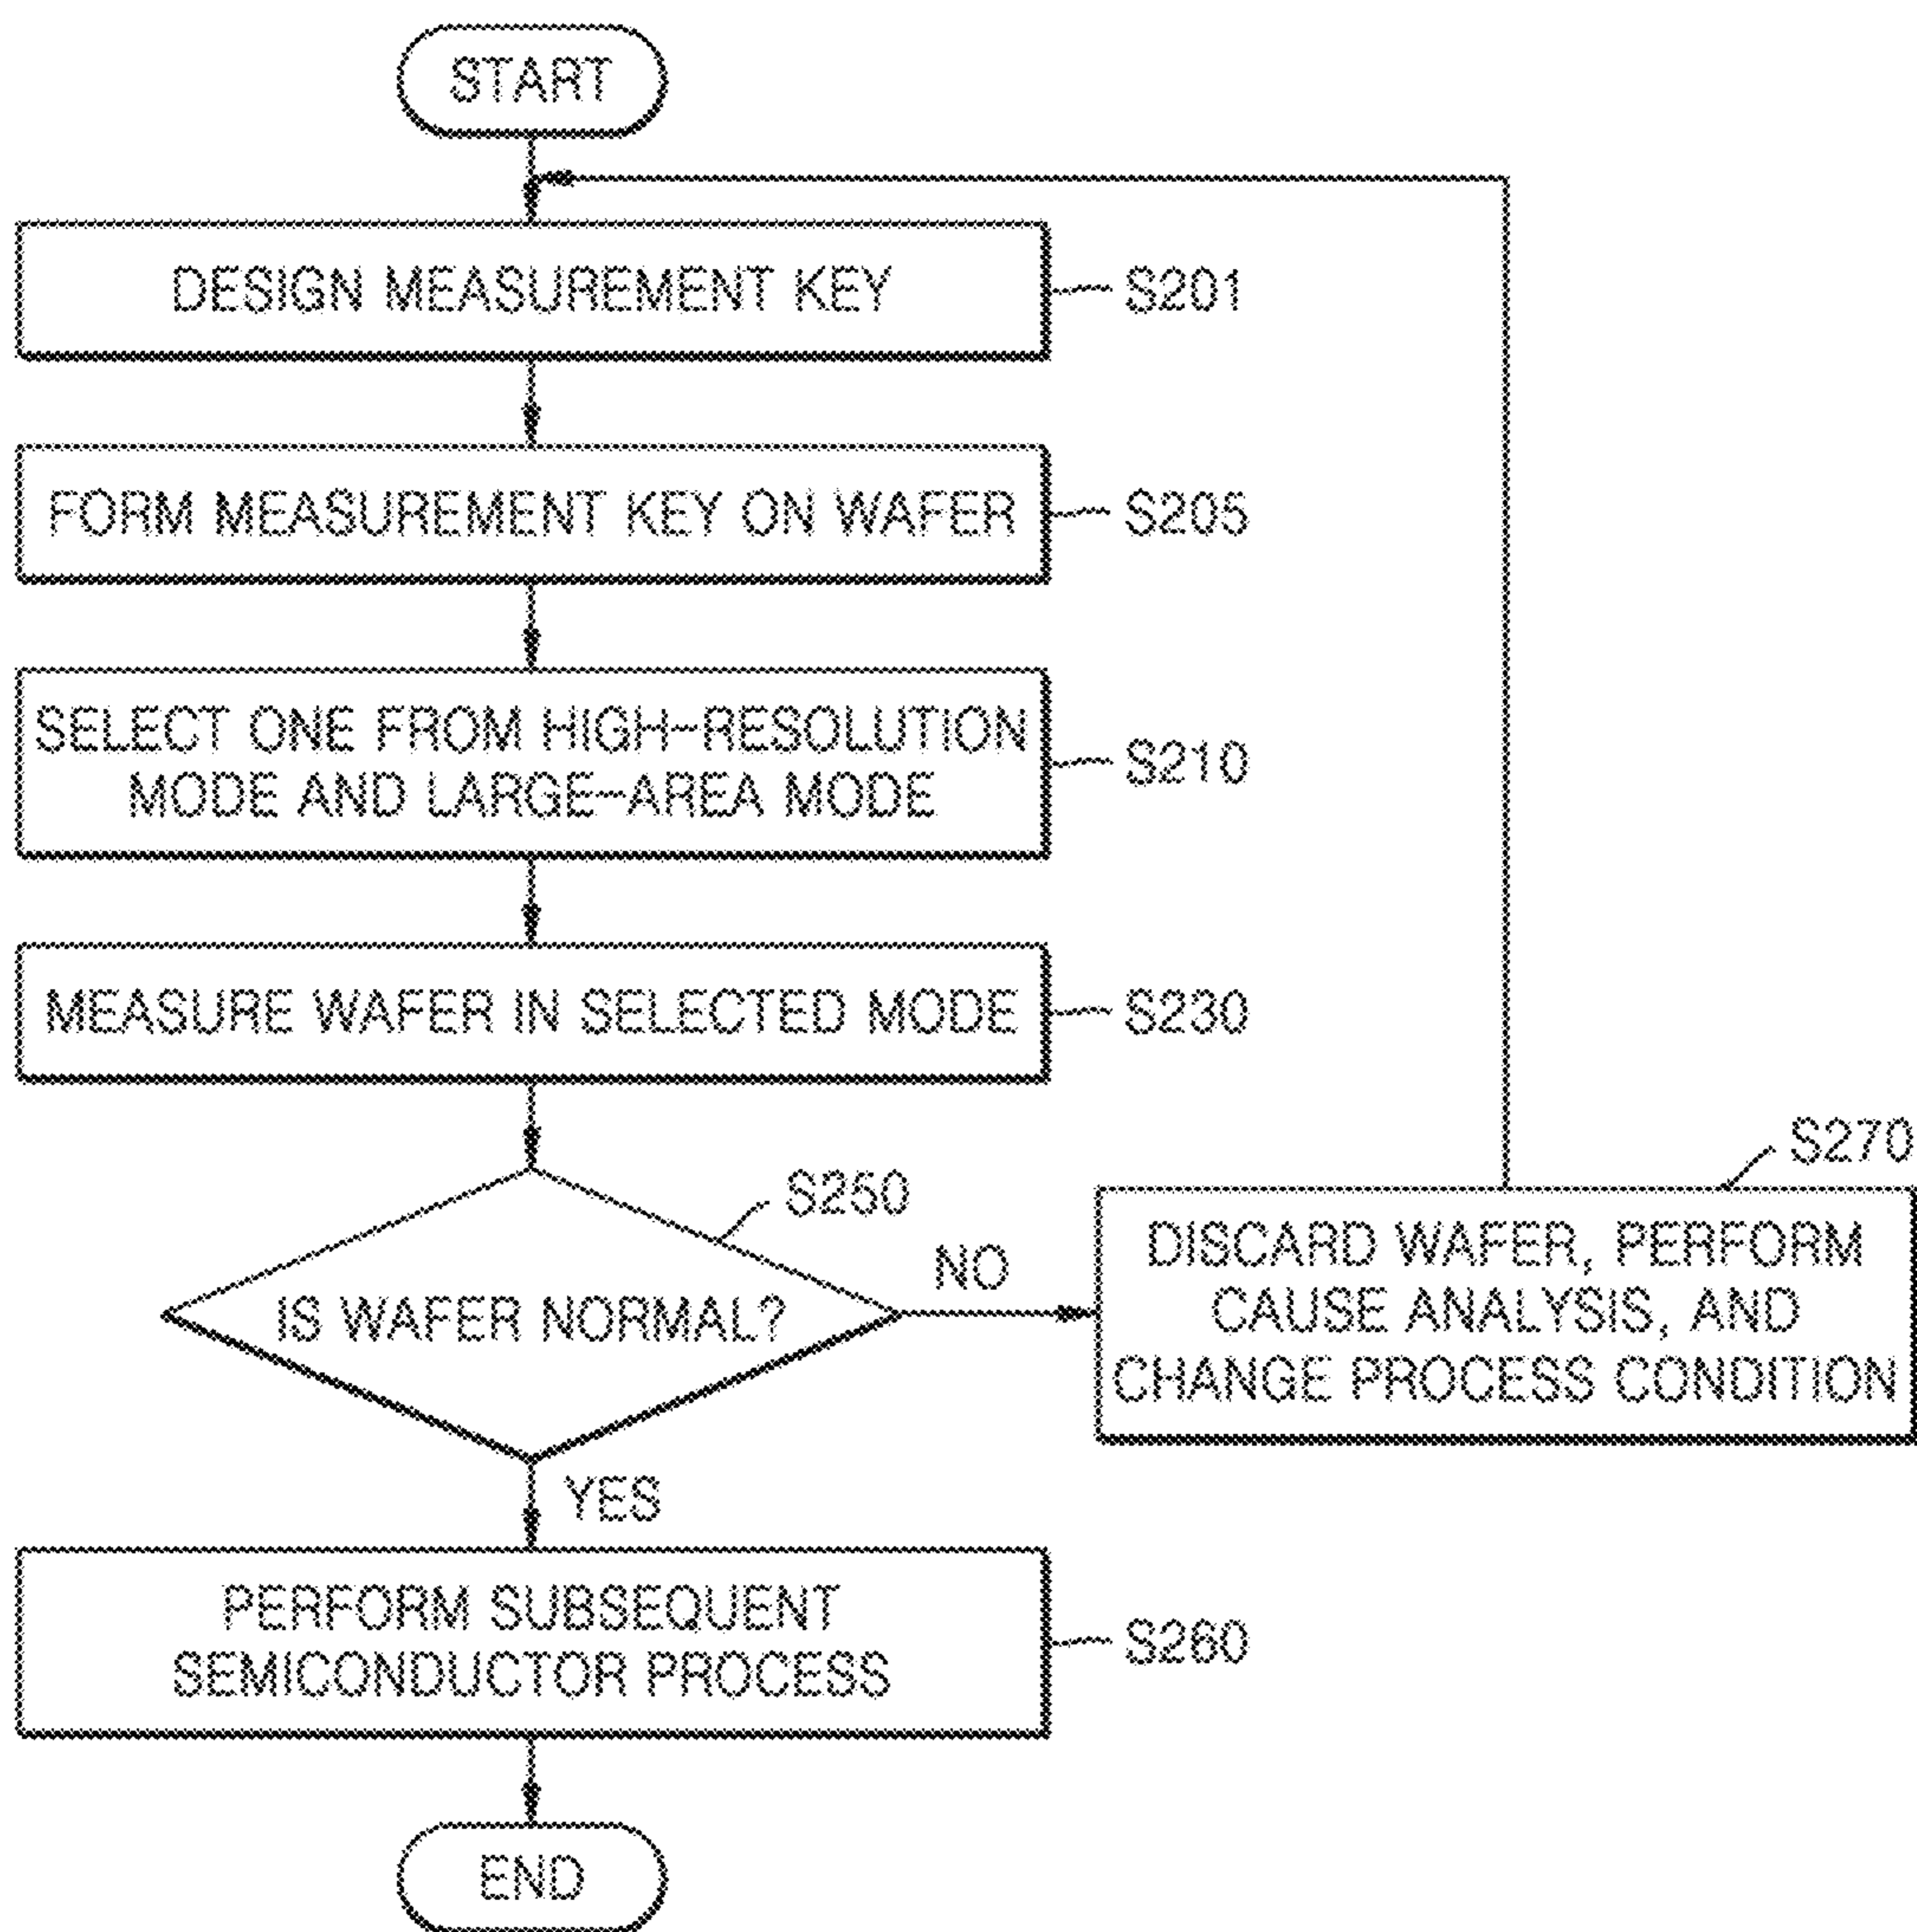 START
DESIGN MEASUREMENT KEY
S201
FORM MEASUREMENT KEY ON WAFER
S205
SELECT ONE FROM HIGH-RESOLUTION
MODE AND LARGE-AREA MODE
S210
MEASURE WAFER IN SELECTED MODE
S230
S250
IS WAFER NORMAL?
NO
S270
DISCARD WAFER, PERFORM
CAUSE ANALYSIS, AND
CHANGE PROCESS CONDITION
YES
PERFORM SUBSEQUENT
SEMICONDUCTOR PROCESS
S260
END